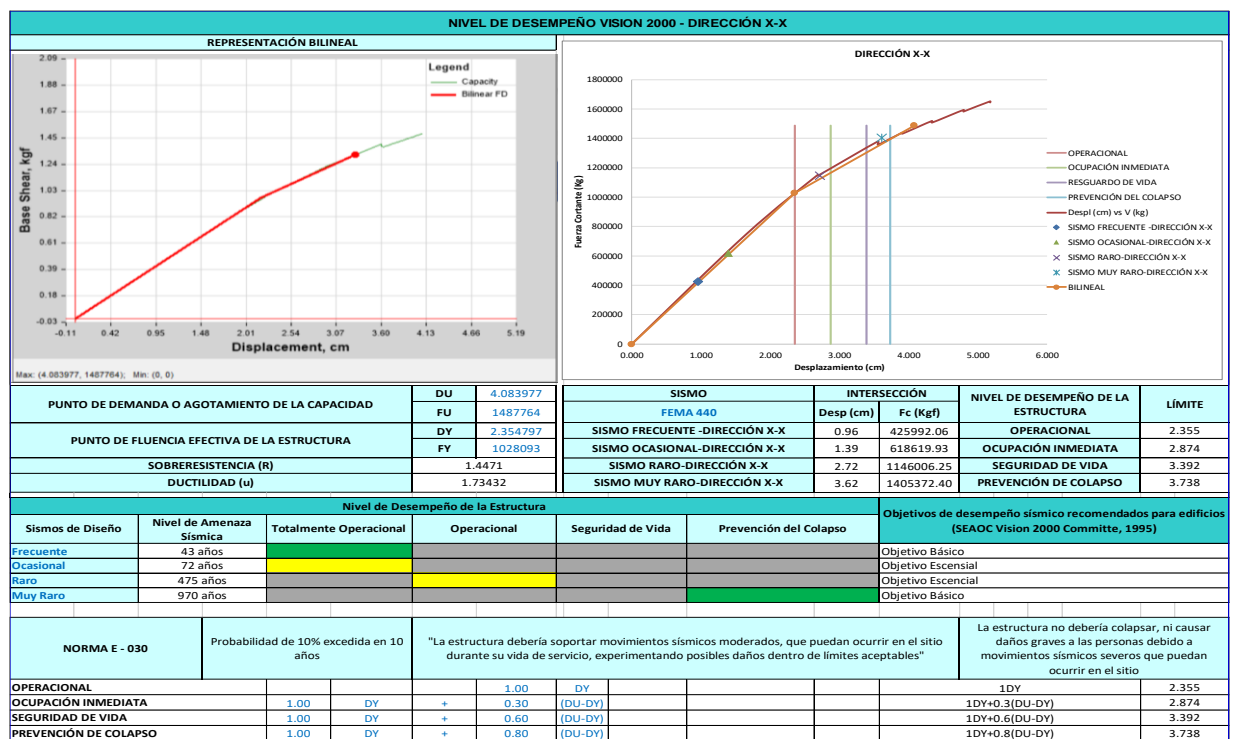 NIVEL DE DESEMPEÑO VISION 2000 - DIRECCIÓN X-X
REPRESENTACIÓN BILINEAL
2.09
1.88
1.67
1.45
1.24
1.03
0.82
0.61
0.39
0.18
-0.03
Base Shear, kgf
Legend
Capacity
Bilinear FD
-0.11 0.42 0.95 1.48 2.01 2.54 3.07 3.60 4.13 4.66 5.19
Displacement, cm
Max: (4.083977, 1487764); Min: (0, 0)
DIRECCIÓN X-X
1800000
1600000
1400000
1200000
1000000
800000
600000
400000
200000
0
Fuerza Cortante (Kg)
0.000 1.000 2.000 3.000 4.000 5.000 6.000
Desplazamiento (cm)
OPERACIONAL
OCUPACIÓN INMEDIATA
RESGUARDO DE VIDA
PREVENCIÓN DEL COLAPSO
Despl (cm) vs V (kg)
SISMO FRECUENTE -DIRECCIÓN X-X
SISMO OCASIONAL-DIRECCIÓN X-X
SISMO RARO-DIRECCIÓN X-X
SISMO MUY RARO-DIRECCIÓN X-X
BILINEAL
PUNTO DE DEMANDA O AGOTAMIENTO DE LA CAPACIDAD
DU 4.083977
FU 1487764
PUNTO DE FLUENCIA EFECTIVA DE LA ESTRUCTURA
DY 2.354797
FY 1028093
SOBRERESISTENCIA (R) 1.4471
DUCTILIDAD (u) 1.73432
SISMO INTERSECCIÓN NIVEL DE DESEMPEÑO DE LA ESTRUCTURA LÍMITE
FEMA 440 Desp (cm) Fc (Kgf)
SISMO FRECUENTE -DIRECCIÓN X-X 0.96 425992.06 OPERACIONAL 2.355
SISMO OCASIONAL-DIRECCIÓN X-X 1.39 618619.93 OCUPACIÓN INMEDIATA 2.874
SISMO RARO-DIRECCIÓN X-X 2.72 1146006.25 SEGURIDAD DE VIDA 3.392
SISMO MUY RARO-DIRECCIÓN X-X 3.62 1405372.40 PREVENCIÓN DE COLAPSO 3.738
Nivel de Desempeño de la Estructura
Objetivos de desempeño sísmico recomendados para edificios (SEAOC Vision 2000 Committe, 1995)
Sismos de Diseño Nivel de Amenaza Sísmica Totalmente Operacional Operacional Seguridad de Vida Prevención del Colapso
Frecuente 43 años Objetivo Básico
Ocasional 72 años Objetivo Escensial
Raro 475 años Objetivo Escencial
Muy Raro 970 años Objetivo Básico
NORMA E - 030
Probabilidad de 10% excedida en 10 años
"La estructura debería soportar movimientos sísmicos moderados, que puedan ocurrir en el sitio durante su vida de servicio, experimentando posibles daños dentro de límites aceptables"
La estructura no debería colapsar, ni causar daños graves a las personas debido a movimientos sísmicos severos que puedan ocurrir en el sitio
OPERACIONAL 1.00 DY 1DY 2.355
OCUPACIÓN INMEDIATA 1.00 DY + 0.30 (DU-DY) 1DY+0.3(DU-DY) 2.874
SEGURIDAD DE VIDA 1.00 DY + 0.60 (DU-DY) 1DY+0.6(DU-DY) 3.392
PREVENCIÓN DE COLAPSO 1.00 DY + 0.80 (DU-DY) 1DY+0.8(DU-DY) 3.738